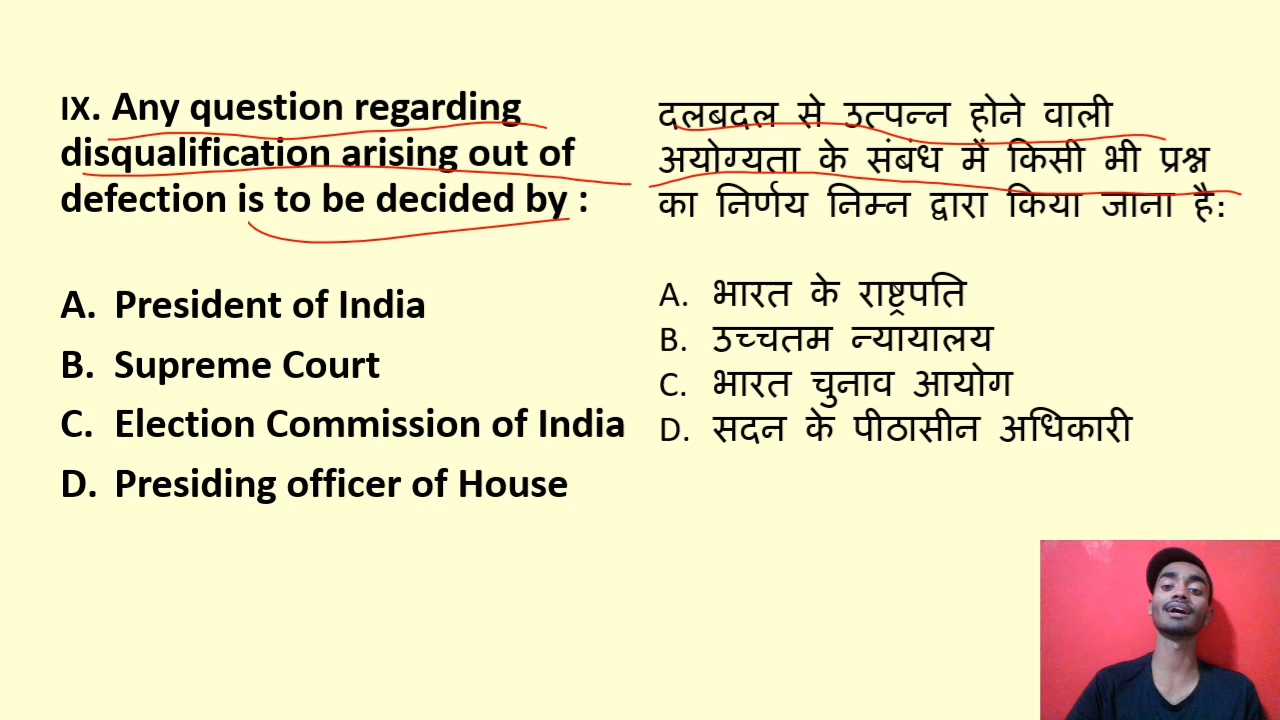 IX. Any question regarding
disqualification arising out of
defection is to be decided by :
A. President of India
B. Supreme Court
C. Election Commission of India
D. Presiding officer of House
दलबदल से उत्पन्न होने वाली
अयोग्यता के संबंध में किसी भी प्रश्न
का निर्णय निम्न द्वारा किया जाना है:
A. भारत के राष्ट्रपति
B. उच्चतम न्यायालय
C. भारत चुनाव आयोग
D. सदन के पीठासीन अधिकारी